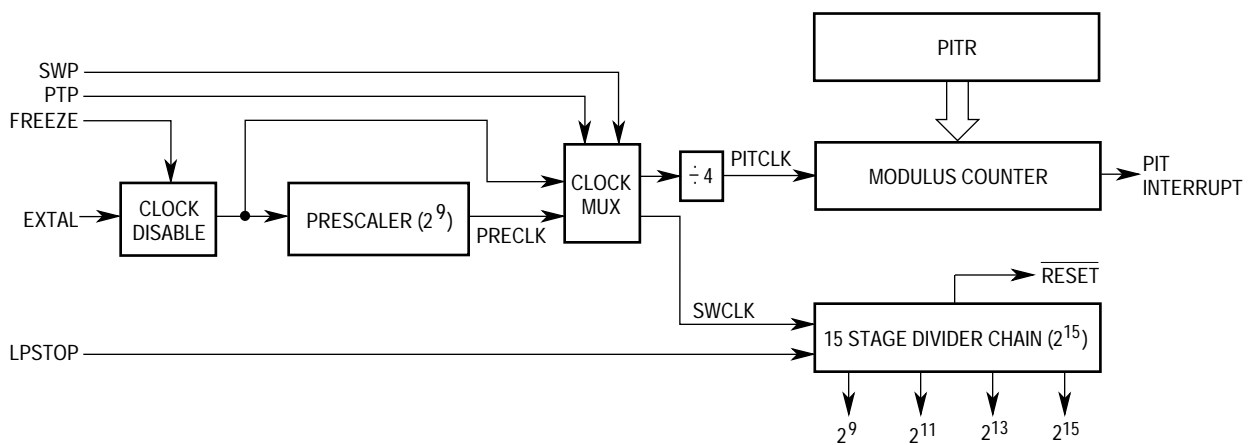 PITR
SWP
PTP
FREEZE
CLOCK
MUX
÷4
PITCLK
MODULUS COUNTER
PIT
INTERRUPT
EXTAL
CLOCK
DISABLE
PRESCALER (2⁹)
PRECLK
RESET
SWCLK
15 STAGE DIVIDER CHAIN (2¹⁵)
LPSTOP
2⁹
2¹¹
2¹³
2¹⁵